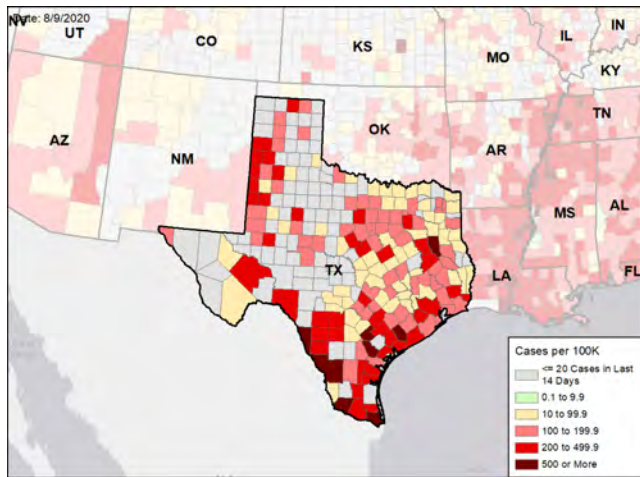 Date: 8/9/2020
NV
UT
CO
KS
MO
IL
IN
KY
AZ
NM
OK
AR
TN
MS
AL
TX
LA
FL
Cases per 100K
<= 20 Cases in Last
14 Days
0.1 to 9.9
10 to 99.9
100 to 199.9
200 to 499.9
500 or More